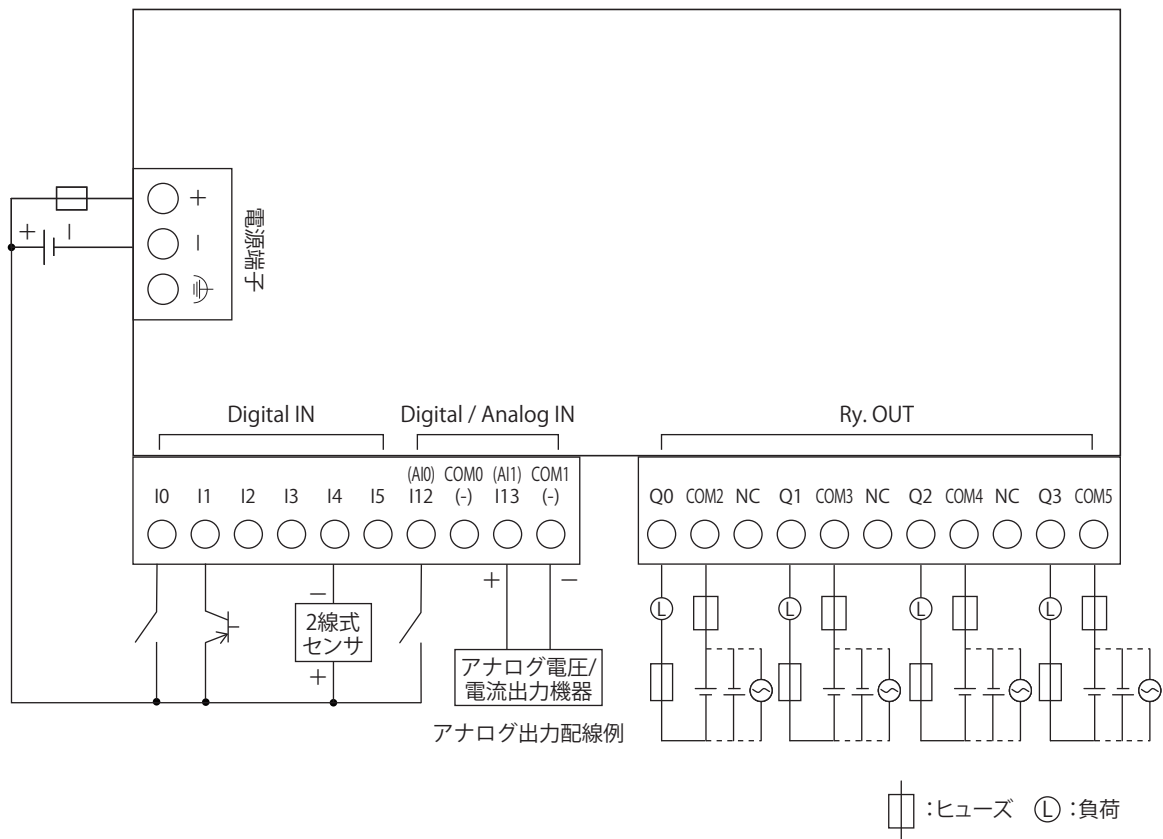 +
−
電源端子
+ −
Digital IN
Digital / Analog IN
Ry. OUT
(AI0) COM0 (AI1) COM1
I0 I1 I2 I3 I4 I5 I12 (-) I13 (-)
Q0 COM2 NC Q1 COM3 NC Q2 COM4 NC Q3 COM5
−
2線式
センサ
+
+ −
アナログ電圧/
電流出力機器
アナログ出力配線例
L L L L
:ヒューズ L :負荷